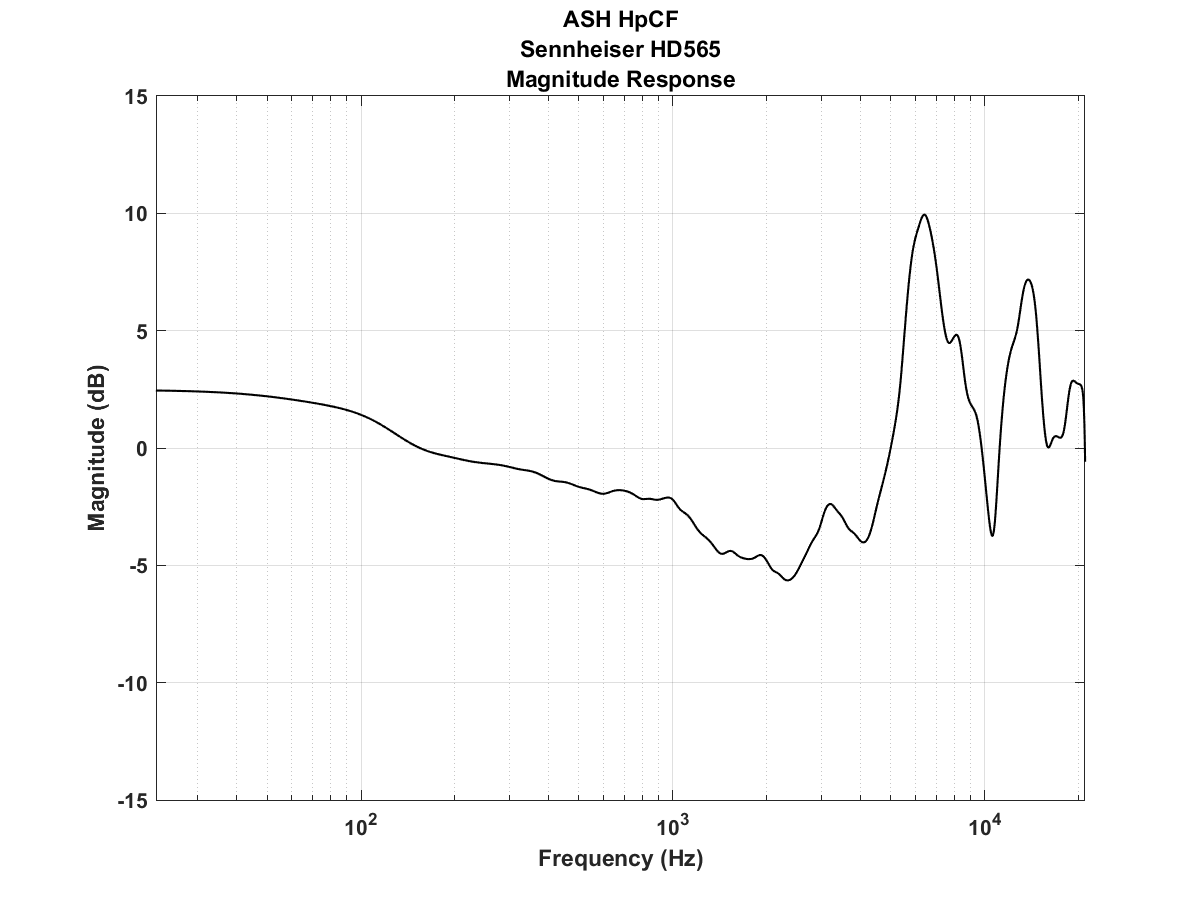 ASH HpCF
Sennheiser HD565
Magnitude Response
15
10
5
0
-5
-10
-15
Magnitude (dB)
10² 10³ 10⁴
Frequency (Hz)